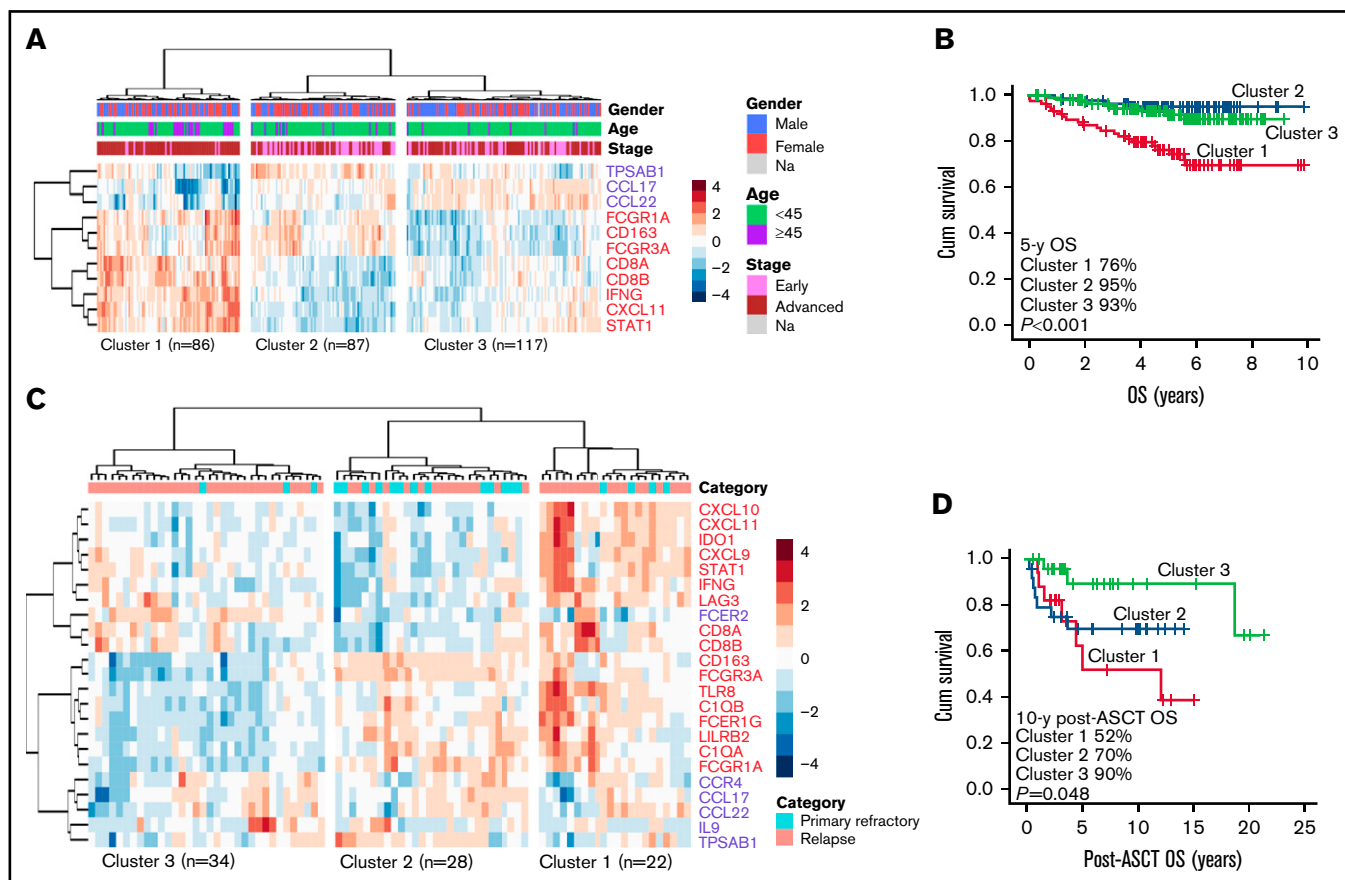 A
Gender
Age
Stage
TPSAB1
CCL17
CCL22
FCGR1A
CD163
FCGR3A
CD8A
CD8B
IFNG
CXCL11
STAT1
Cluster 1 (n=86)
Cluster 2 (n=87)
Cluster 3 (n=117)
4
2
0
−2
−4
Gender
Male
Female
Na
Age
<45
≥45
Stage
Early
Advanced
Na
B
Cum survival
1.0
0.8
0.6
0.4
0.2
0.0
Cluster 2
Cluster 3
Cluster 1
5-y OS
Cluster 1 76%
Cluster 2 95%
Cluster 3 93%
P<0.001
0 2 4 6 8 10
OS (years)
C
Category
CXCL10
CXCL11
IDO1
CXCL9
STAT1
IFNG
LAG3
FCER2
CD8A
CD8B
CD163
FCGR3A
TLR8
C1QB
FCER1G
LILRB2
C1QA
FCGR1A
CCR4
CCL17
CCL22
IL9
TPSAB1
Cluster 3 (n=34)
Cluster 2 (n=28)
Cluster 1 (n=22)
4
2
0
−2
−4
Category
Primary refractory
Relapse
D
Cum survival
1.0
0.8
0.6
0.4
0.2
0.0
Cluster 3
Cluster 2
Cluster 1
10-y post-ASCT OS
Cluster 1 52%
Cluster 2 70%
Cluster 3 90%
P=0.048
0 5 10 15 20 25
Post-ASCT OS (years)